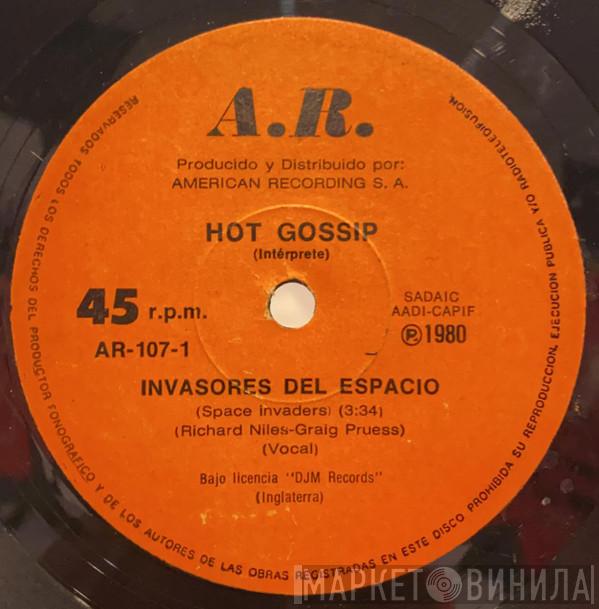 A.R.
Producido y Distribuido por:
AMERICAN RECORDING S. A.
HOT GOSSIP
(Intérprete)
45 r.p.m.
AR-107-1
SADAIC
AADI-CAPIF
Ⓟ1980
INVASORES DEL ESPACIO
(Space invaders) (3:34)
(Richard Niles-Graig Pruess)
(Vocal)
Bajo licencia "DJM Records"
(Inglaterra)
RESERVADOS TODOS LOS DERECHOS DEL PRODUCTOR FONOGRAFICO Y DE LOS AUTORES DE LAS OBRAS REGISTRADAS EN ESTE DISCO PROHIBIDA SU REPRODUCCION, EJECUCION PUBLICA Y/O RADIOTELEDIFUSION.
МАРКЕТ ВИНИЛА